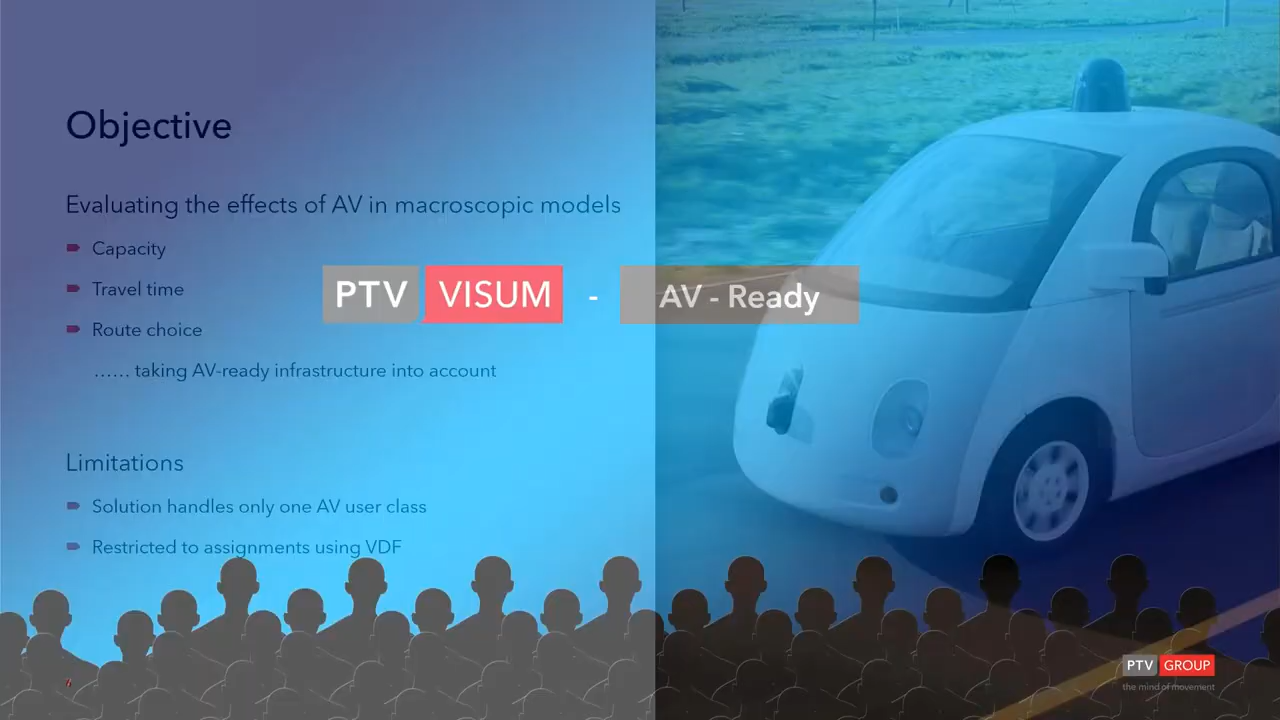 Objective
Evaluating the effects of AV in macroscopic models
Capacity
Travel time
Route choice
...... taking AV-ready infrastructure into account
PTV VISUM - AV - Ready
Limitations
Solution handles only one AV user class
Restricted to assignments using VDF
PTV GROUP
the mind of movement